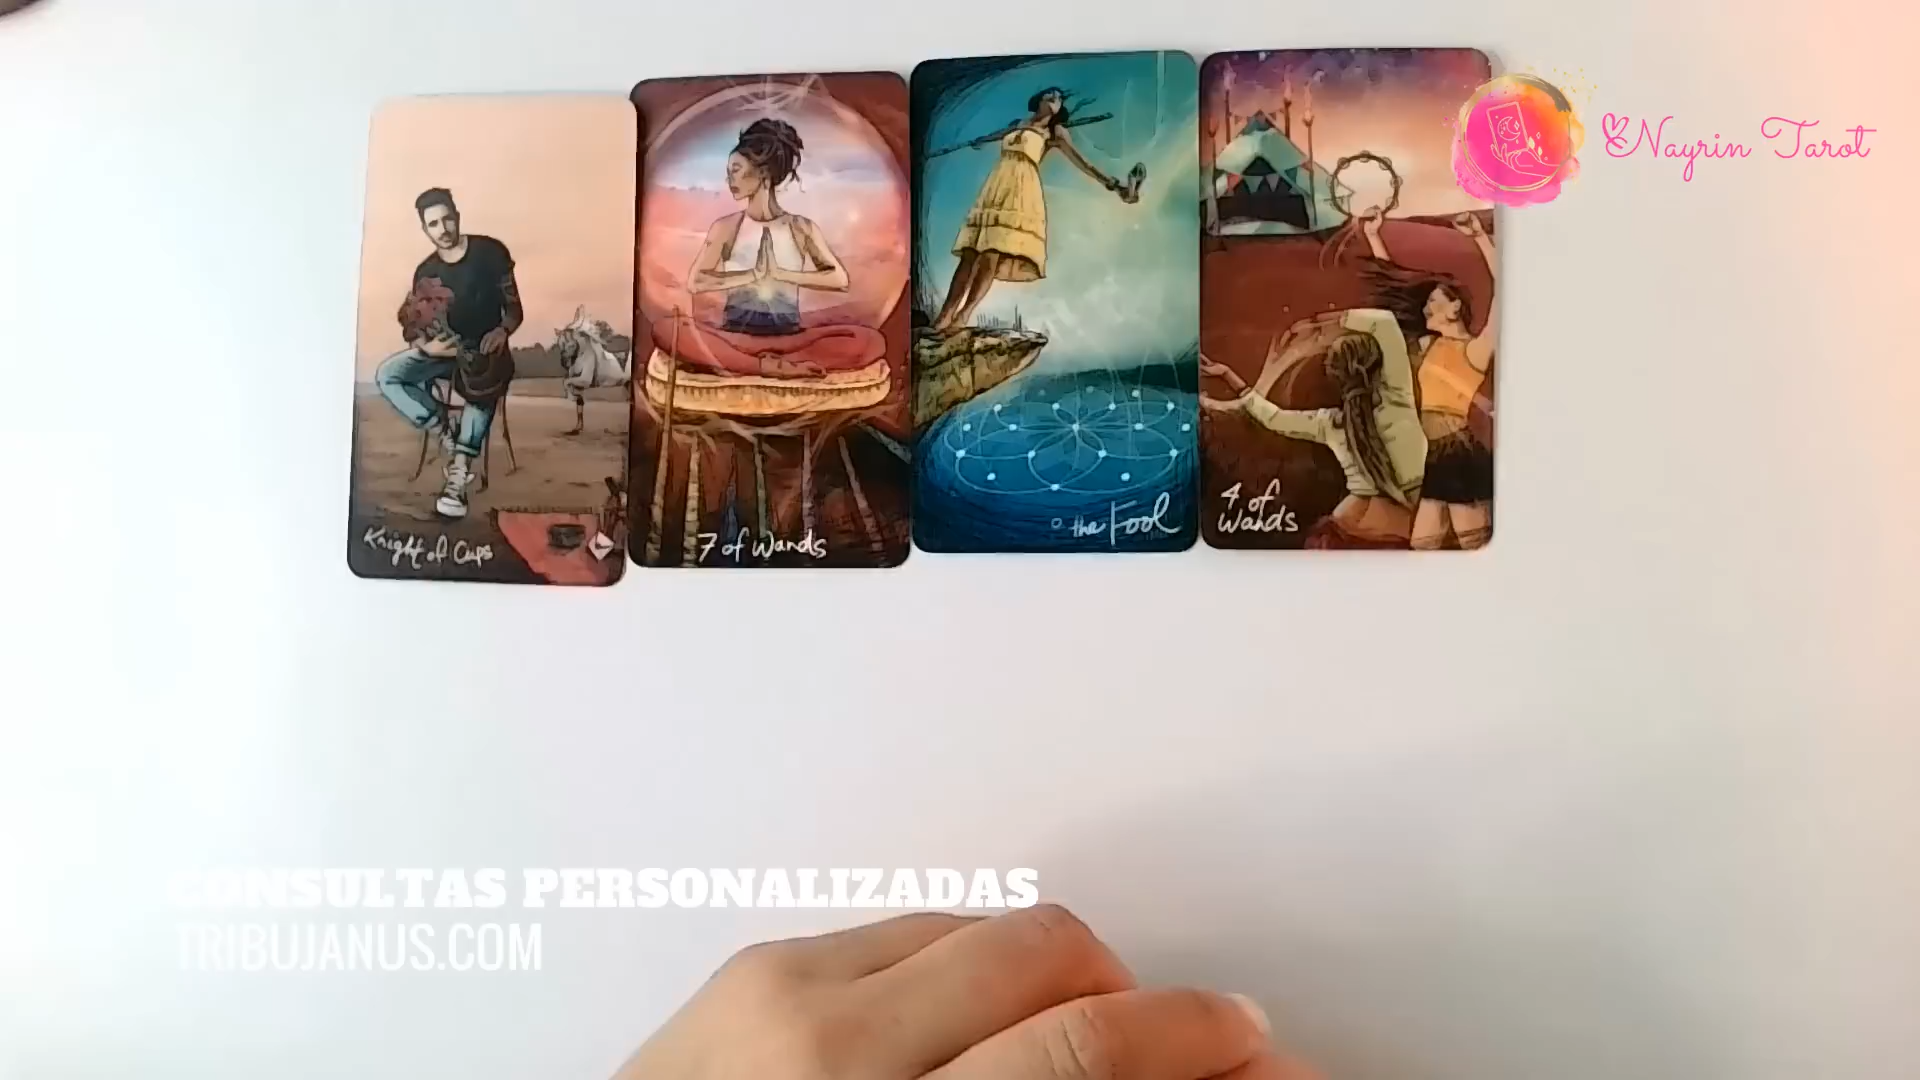 Nayrin Tarot
Knight of Cups
7 of Wands
0 the Fool
4 of
Wands
CONSULTAS PERSONALIZADAS
TRIBUJANUS.COM